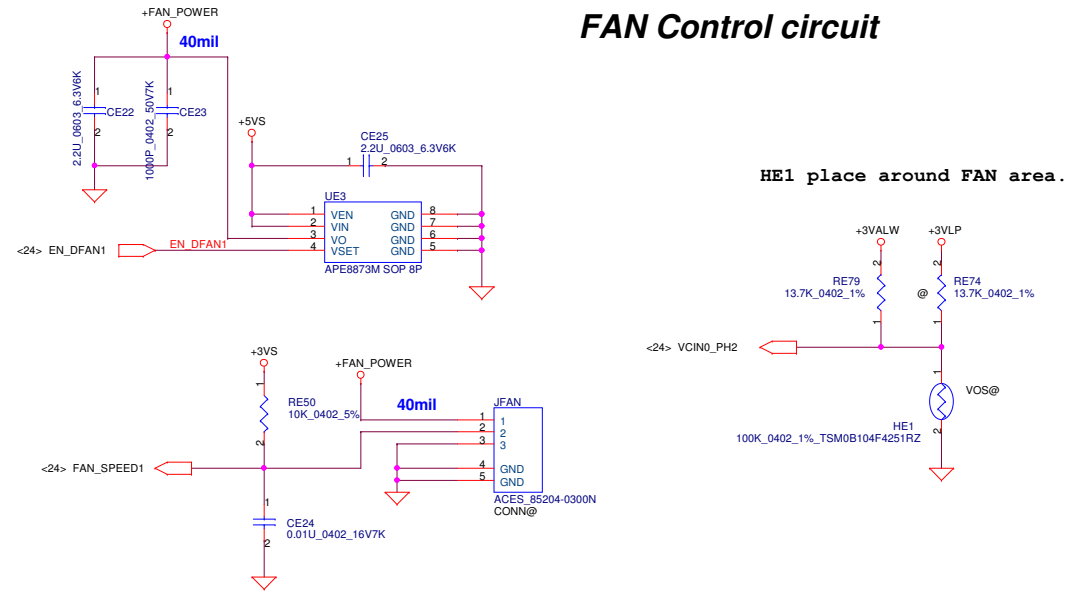 FAN Control circuit
+FAN_POWER
40mil
2.2U_0603_6.3V6K
1
CE22
2
1000P_0402_50V7K
1
CE23
2
+5VS
CE25
2.2U_0603_6.3V6K
1 2
UE3
1 VEN GND 8
2 VIN GND 7
3 VO GND 6
4 VSET GND 5
APE8873M SOP 8P
<24> EN_DFAN1 EN_DFAN1
+3VS
1
RE50
10K_0402_5%
2
+FAN_POWER
40mil
JFAN
1 1
2 2
3 3
4 GND
5 GND
ACES_85204-0300N
CONN@
<24> FAN_SPEED1
1
CE24
0.01U_0402_16V7K
2
HE1 place around FAN area.
+3VALW +3VLP
2 2
RE79
13.7K_0402_1%
@
RE74
13.7K_0402_1%
1 1
<24> VCIN0_PH2
1
VOS@
HE1
100K_0402_1%_TSM0B104F4251RZ
2